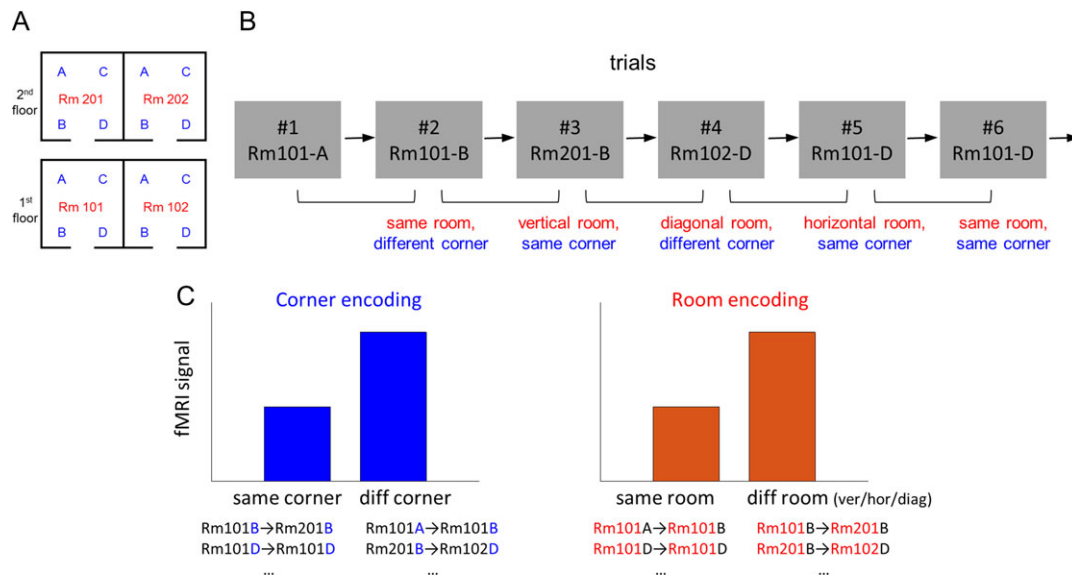 A
2nd floor
A C A C
Rm 201 Rm 202
B D B D
1st floor
A C A C
Rm 101 Rm 102
B D B D
B
trials
#1
Rm101-A
#2
Rm101-B
#3
Rm201-B
#4
Rm102-D
#5
Rm101-D
#6
Rm101-D
same room,
different corner
vertical room,
same corner
diagonal room,
different corner
horizontal room,
same corner
same room,
same corner
C
fMRI signal
Corner encoding
same corner
Rm101B→Rm201B
Rm101D→Rm101D
...
diff corner
Rm101A→Rm101B
Rm201B→Rm102D
...
Room encoding
same room
Rm101A→Rm101B
Rm101D→Rm101D
...
diff room (ver/hor/diag)
Rm101B→Rm201B
Rm201B→Rm102D
...